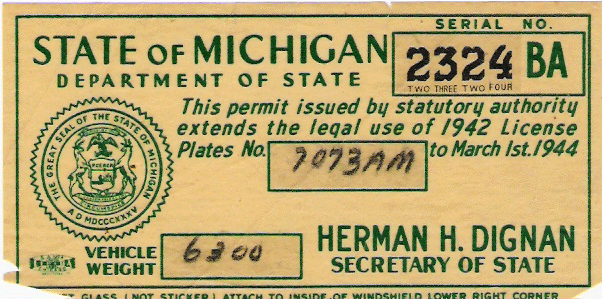 SERIAL NO.
STATE OF MICHIGAN
2324 BA
DEPARTMENT OF STATE
TWO THREE TWO FOUR
This permit issued by statutory authority
extends the legal use of 1942 License
Plates No. 7073AM to March 1st. 1944
THE GREAT SEAL OF THE STATE OF MICHIGAN
A D MDCCCXXXV
VEHICLE WEIGHT 6300
HERMAN H. DIGNAN
SECRETARY OF STATE
GLASS (NOT STICKER) ATTACH TO INSIDE OF WINDSHIELD LOWER RIGHT CORNER